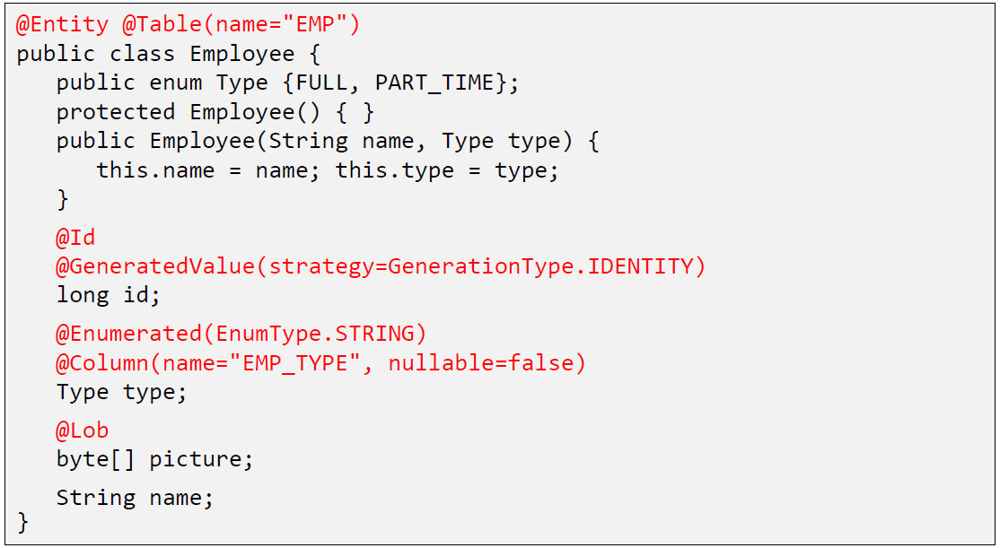 @Entity @Table(name="EMP")
public class Employee {
   public enum Type {FULL, PART_TIME};
   protected Employee() { }
   public Employee(String name, Type type) {
      this.name = name; this.type = type;
   }
   @Id
   @GeneratedValue(strategy=GenerationType.IDENTITY)
   long id;
   @Enumerated(EnumType.STRING)
   @Column(name="EMP_TYPE", nullable=false)
   Type type;
   @Lob
   byte[] picture;
   String name;
}